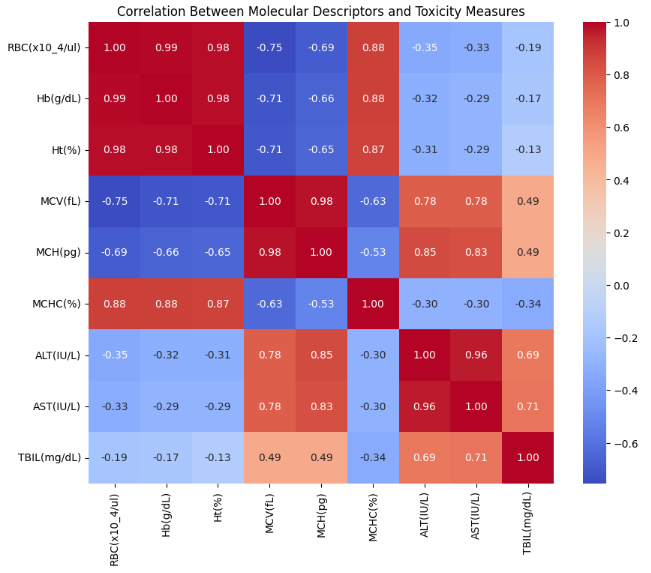 Correlation Between Molecular Descriptors and Toxicity Measures
RBC(x10_4/ul) 1.00 0.99 0.98 -0.75 -0.69 0.88 -0.35 -0.33 -0.19
Hb(g/dL) 0.99 1.00 0.98 -0.71 -0.66 0.88 -0.32 -0.29 -0.17
Ht(%) 0.98 0.98 1.00 -0.71 -0.65 0.87 -0.31 -0.29 -0.13
MCV(fL) -0.75 -0.71 -0.71 1.00 0.98 -0.63 0.78 0.78 0.49
MCH(pg) -0.69 -0.66 -0.65 0.98 1.00 -0.53 0.85 0.83 0.49
MCHC(%) 0.88 0.88 0.87 -0.63 -0.53 1.00 -0.30 -0.30 -0.34
ALT(IU/L) -0.35 -0.32 -0.31 0.78 0.85 -0.30 1.00 0.96 0.69
AST(IU/L) -0.33 -0.29 -0.29 0.78 0.83 -0.30 0.96 1.00 0.71
TBIL(mg/dL) -0.19 -0.17 -0.13 0.49 0.49 -0.34 0.69 0.71 1.00
RBC(x10_4/ul)
Hb(g/dL)
Ht(%)
MCV(fL)
MCH(pg)
MCHC(%)
ALT(IU/L)
AST(IU/L)
TBIL(mg/dL)
1.0
0.8
0.6
0.4
0.2
0.0
−0.2
−0.4
−0.6